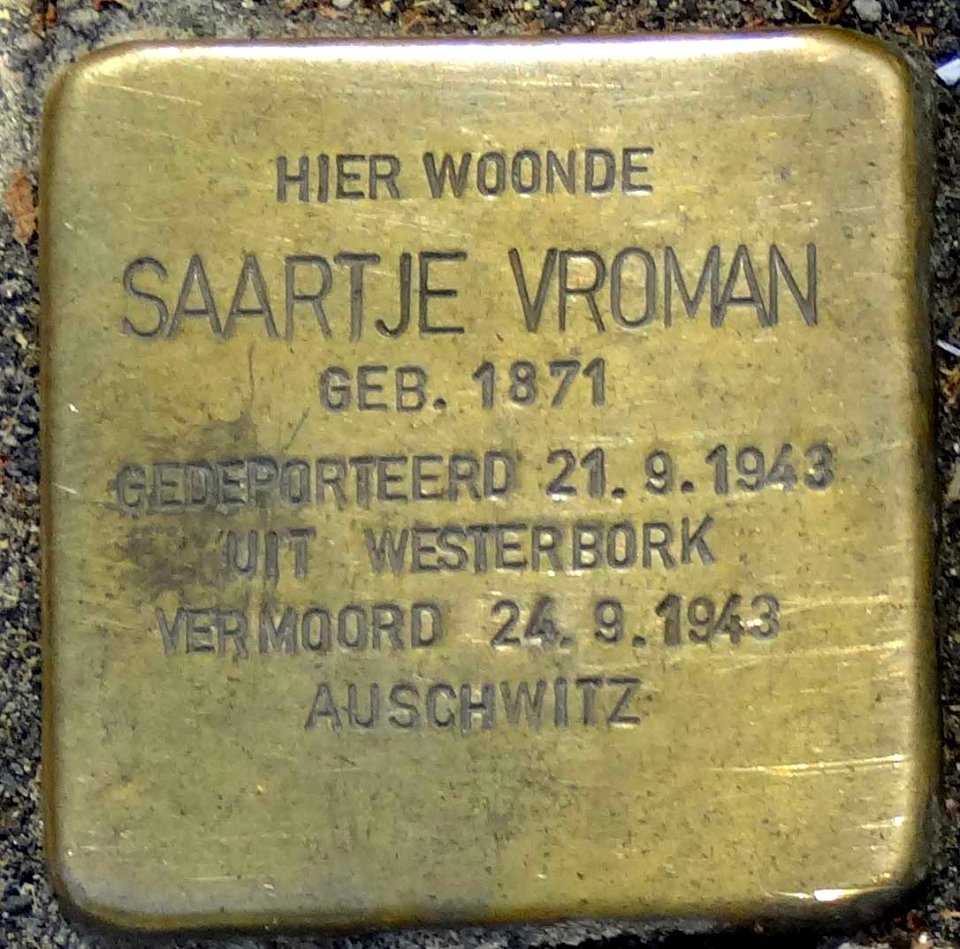 HIER WOONDE
SAARTJE VROMAN
GEB. 1871
GEDEPORTEERD 21.9.1943
UIT WESTERBORK
VERMOORD 24.9.1943
AUSCHWITZ